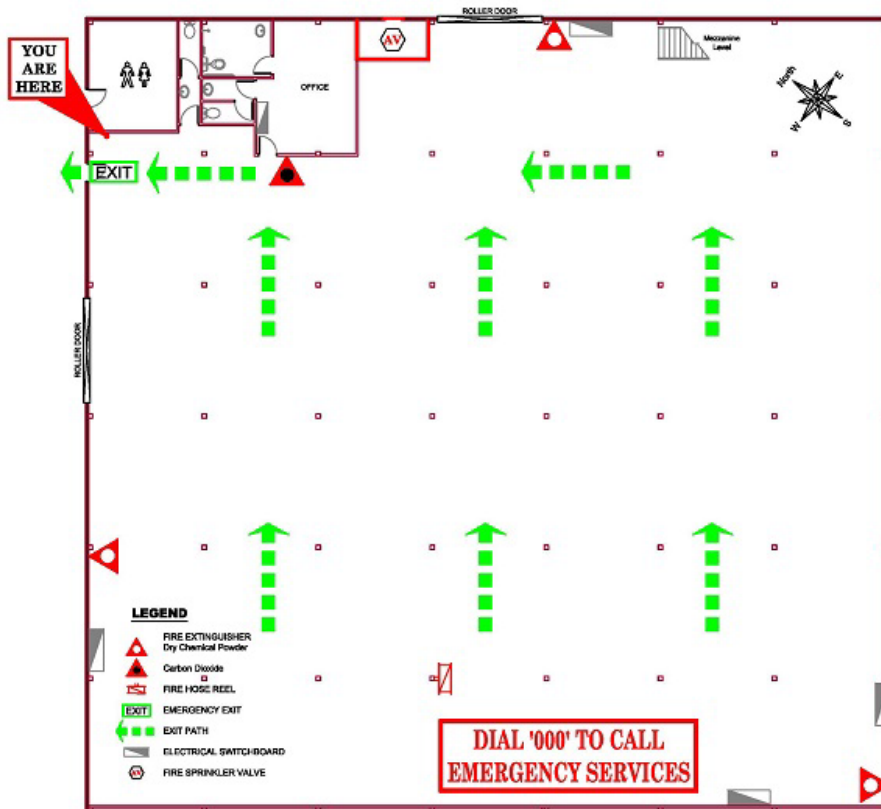 ROLLER DOOR
YOU
ARE
HERE
AV
OFFICE
Mezzanine
Level
North
E
W
S
EXIT
ROLLER DOOR
LEGEND
FIRE EXTINGUISHER
Dry Chemical Powder
Carbon Dioxide
FIRE HOSE REEL
EXIT EMERGENCY EXIT
EXIT PATH
ELECTRICAL SWITCHBOARD
AV FIRE SPRINKLER VALVE
DIAL '000' TO CALL
EMERGENCY SERVICES